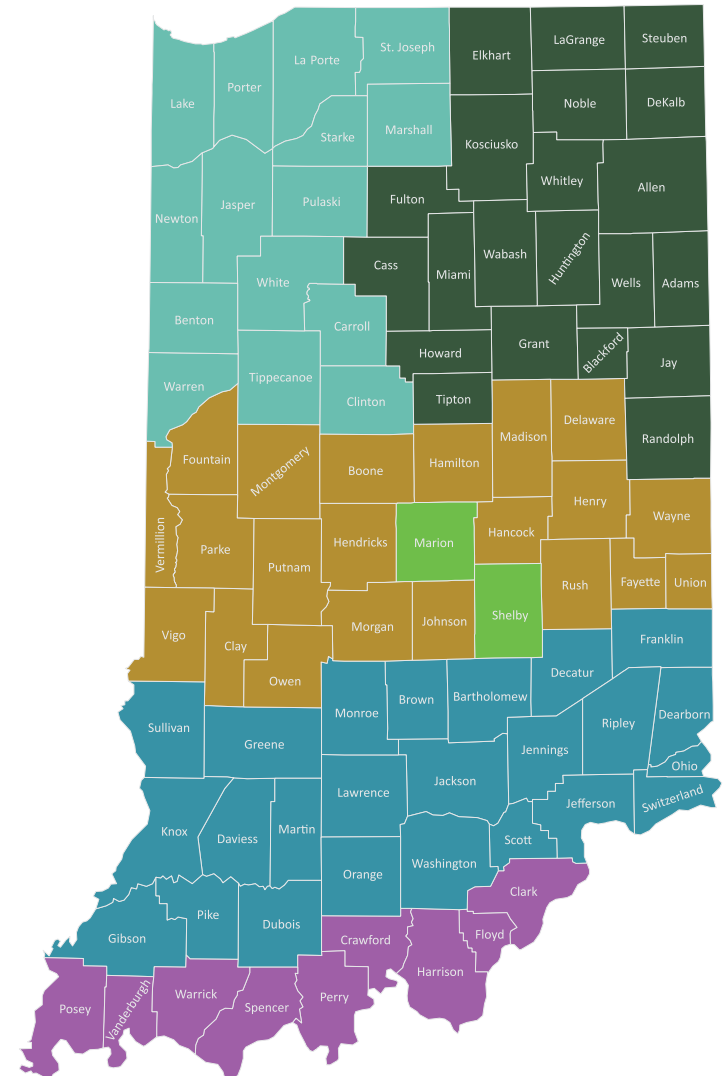 St. Joseph
LaGrange
Steuben
Elkhart
La Porte
Porter
Lake
Noble
DeKalb
Marshall
Starke
Kosciusko
Whitley
Allen
Fulton
Pulaski
Jasper
Newton
Wabash
Huntington
Cass
Miami
White
Wells
Adams
Benton
Carroll
Grant
Blackford
Howard
Jay
Tippecanoe
Warren
Clinton
Tipton
Delaware
Madison
Randolph
Fountain
Hamilton
Montgomery
Boone
Henry
Wayne
Hancock
Vermillion
Hendricks
Marion
Parke
Putnam
Fayette
Union
Rush
Shelby
Johnson
Morgan
Vigo
Franklin
Clay
Decatur
Owen
Bartholomew
Brown
Monroe
Dearborn
Ripley
Sullivan
Greene
Jennings
Ohio
Jackson
Lawrence
Switzerland
Jefferson
Martin
Knox
Daviess
Scott
Washington
Orange
Clark
Pike
Dubois
Floyd
Gibson
Crawford
Harrison
Warrick
Perry
Spencer
Posey
Vanderburgh